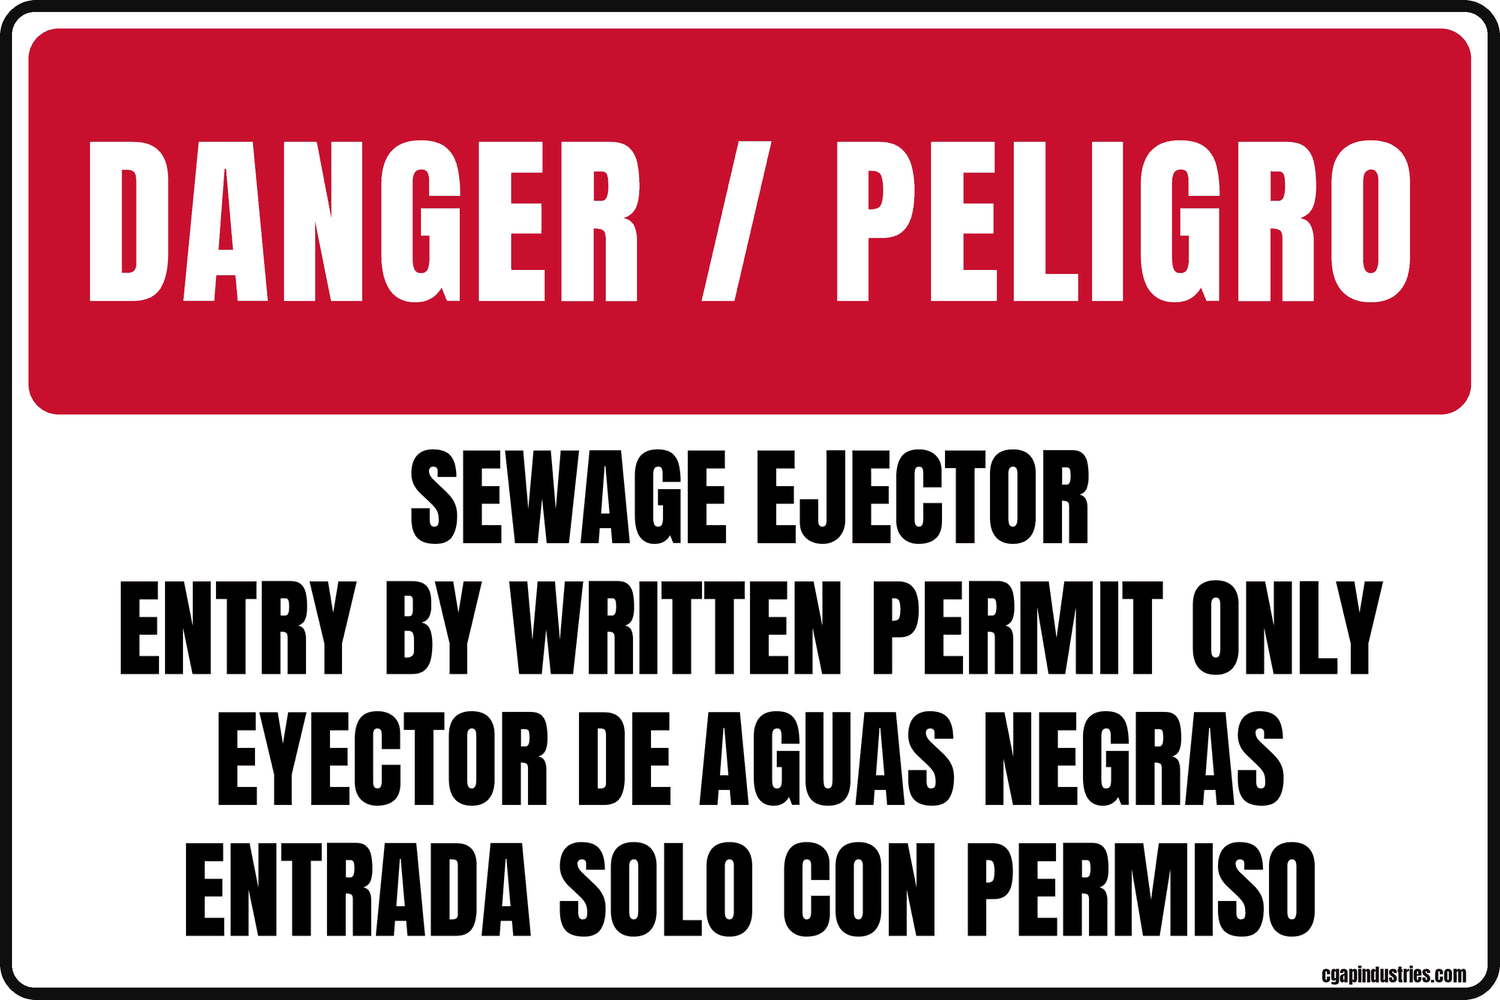 DANGER / PELIGRO
SEWAGE EJECTOR
ENTRY BY WRITTEN PERMIT ONLY
EYECTOR DE AGUAS NEGRAS
ENTRADA SOLO CON PERMISO
cgapindustries.com